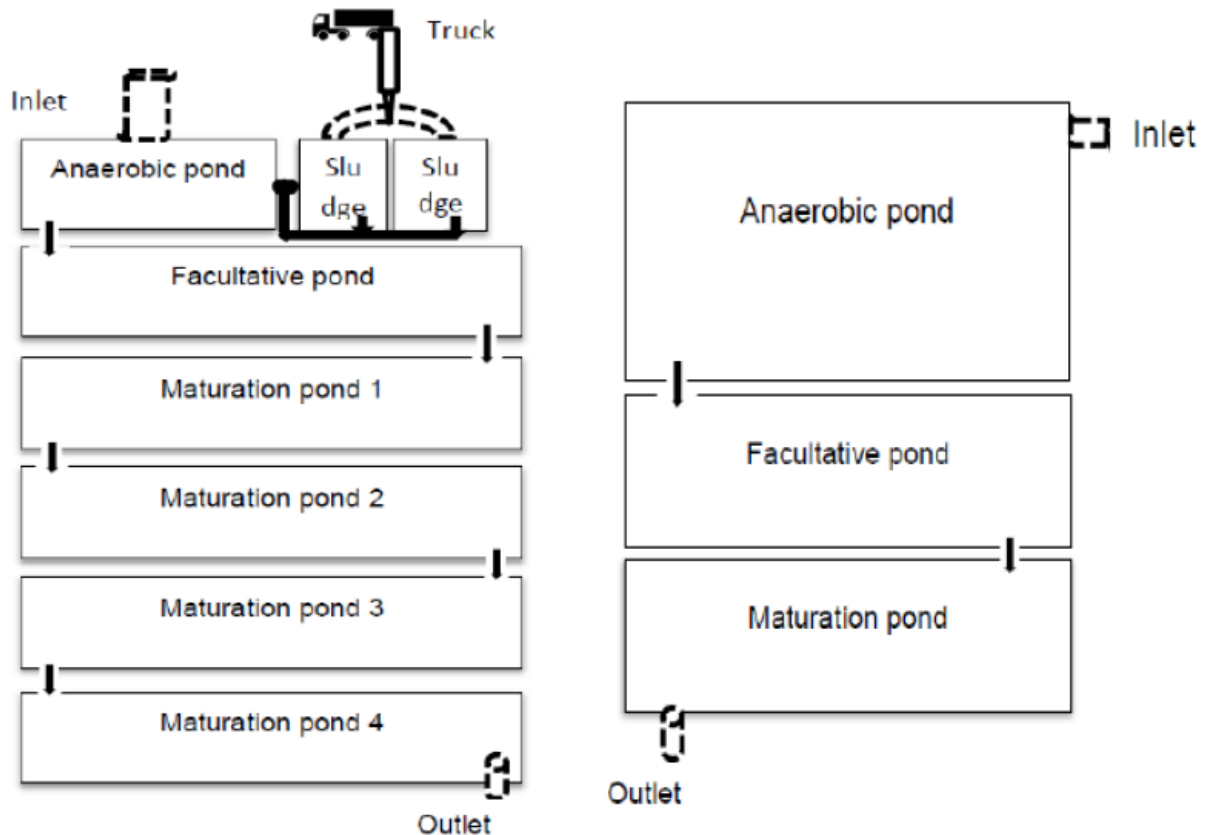 Truck
Inlet
Anaerobic pond
Slu
dge
Slu
dge
Facultative pond
Maturation pond 1
Maturation pond 2
Maturation pond 3
Maturation pond 4
Outlet
Inlet
Anaerobic pond
Facultative pond
Maturation pond
Outlet